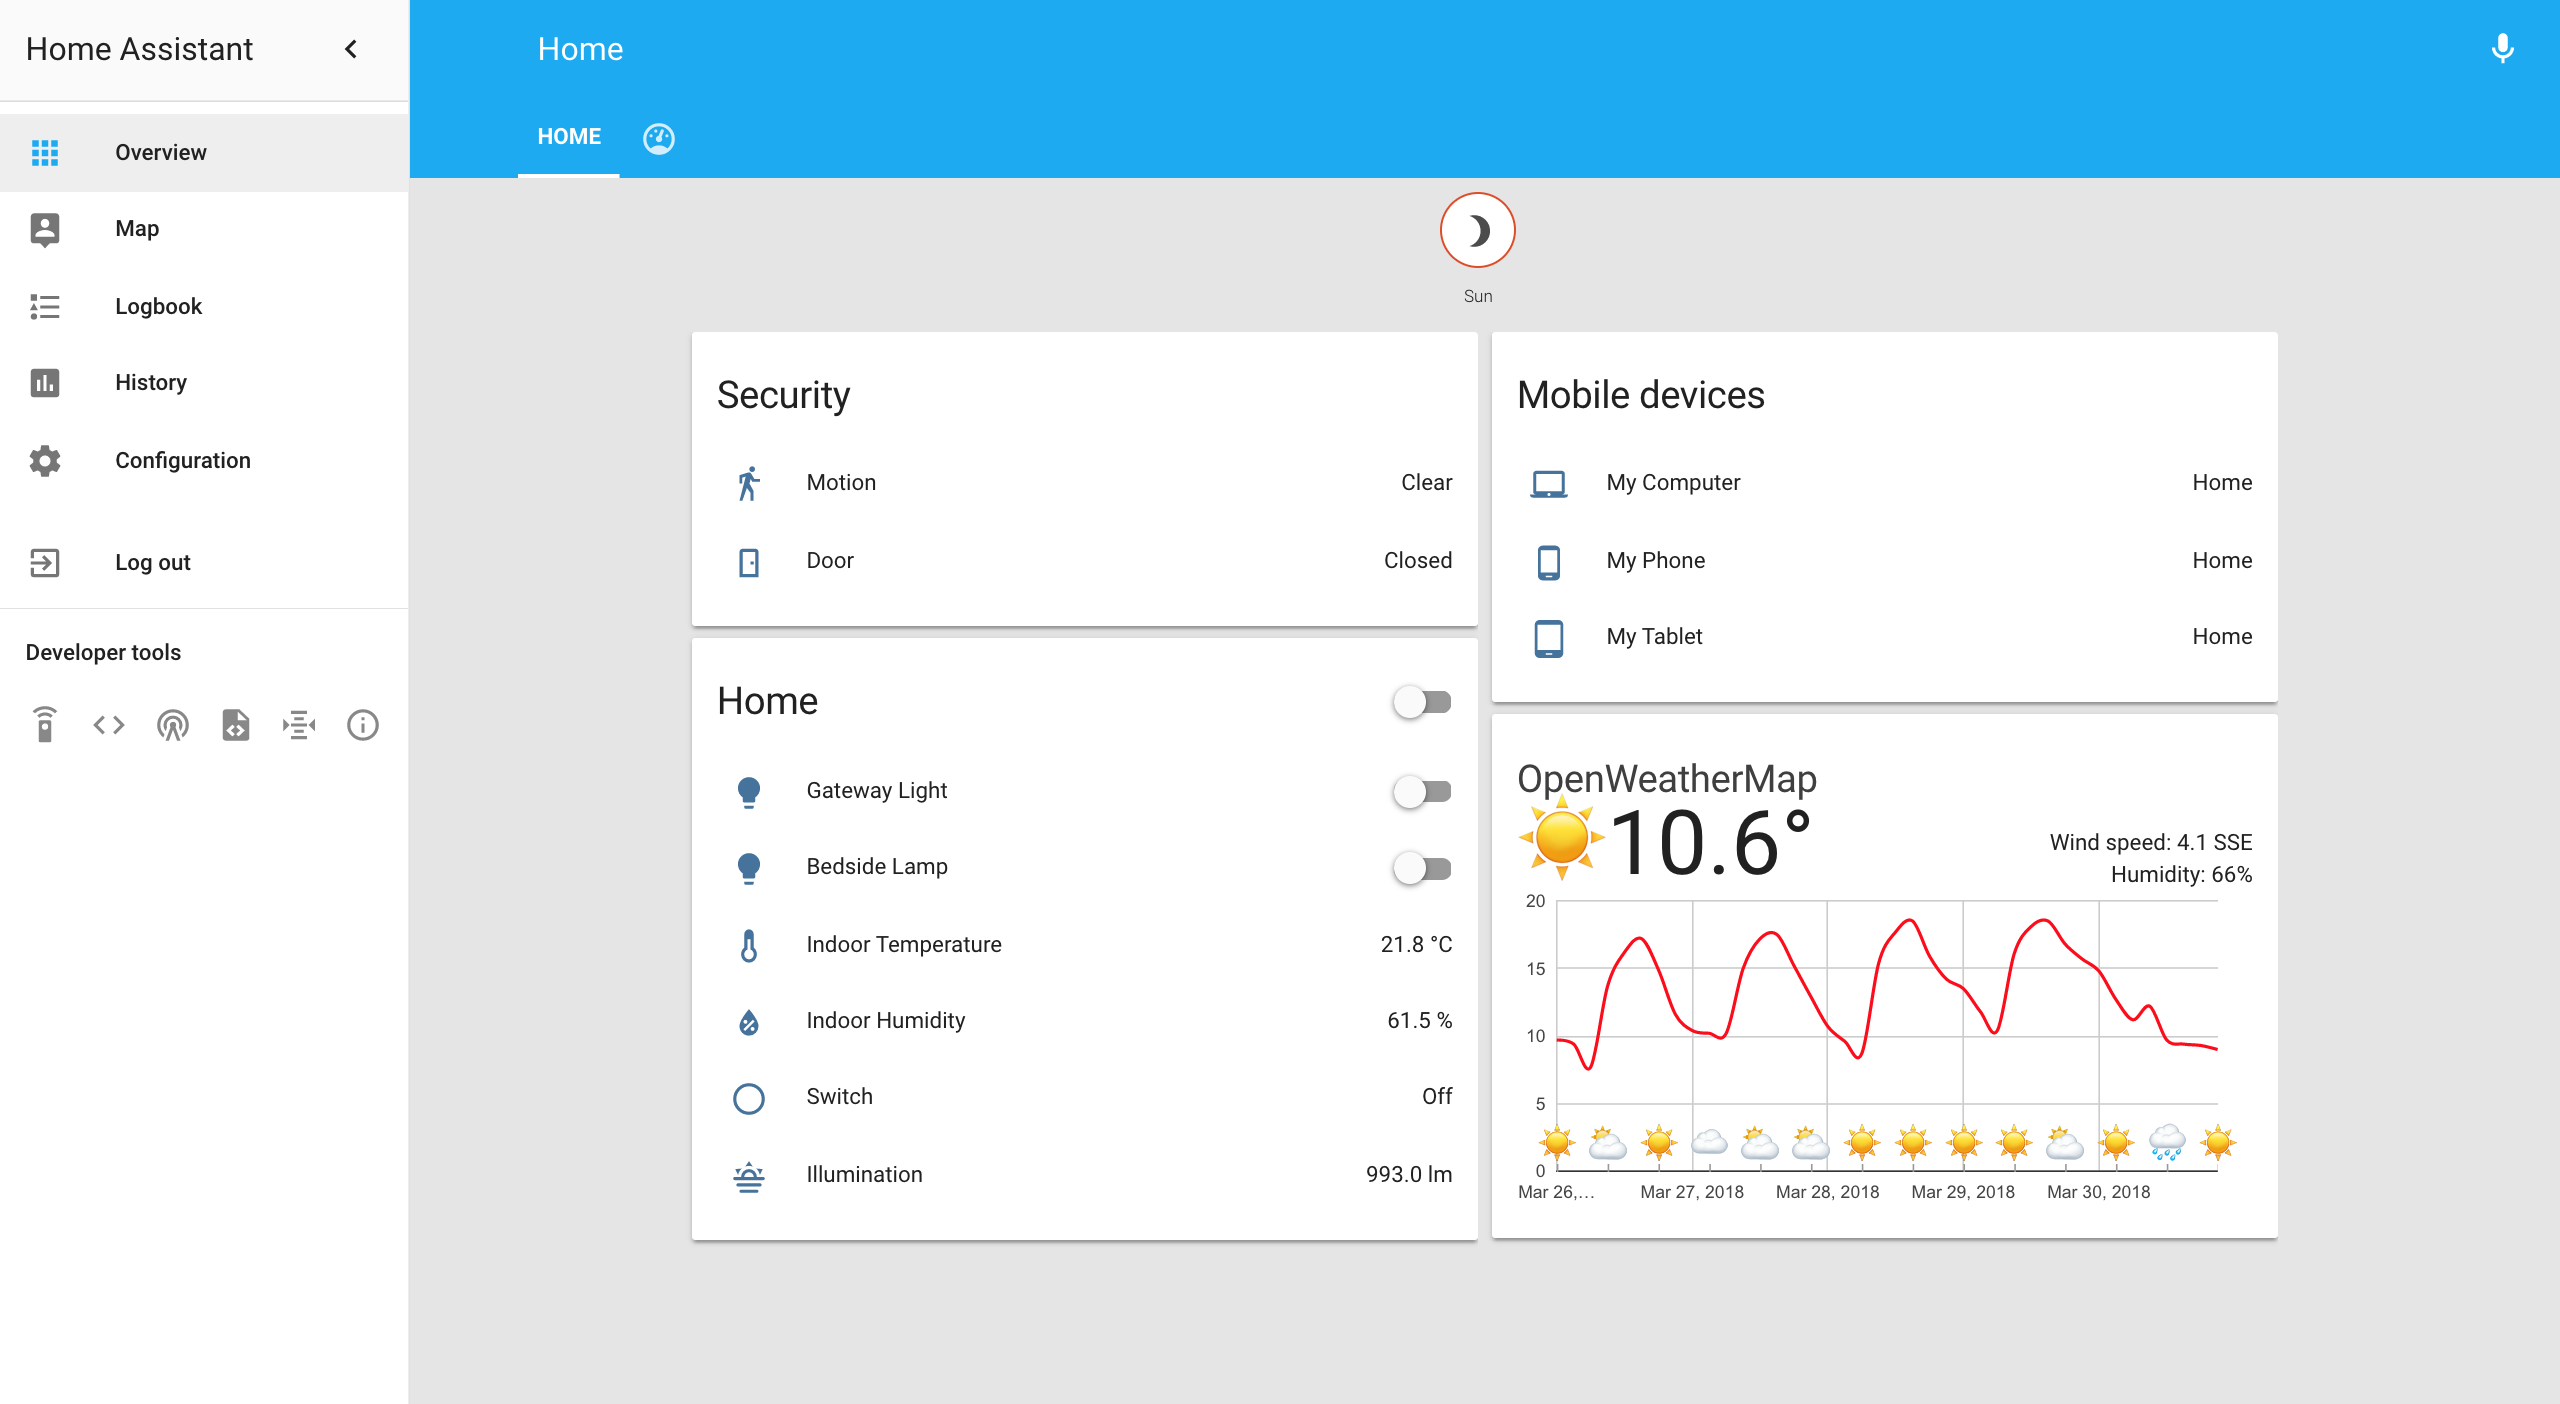 Home Assistant
Overview
Map
Logbook
History
Configuration
Log out
Developer tools
Home
HOME
Sun
Security
Motion Clear
Door Closed
Home
Gateway Light
Bedside Lamp
Indoor Temperature 21.8 °C
Indoor Humidity 61.5 %
Switch Off
Illumination 993.0 lm
Mobile devices
My Computer Home
My Phone Home
My Tablet Home
OpenWeatherMap
10.6°
Wind speed: 4.1 SSE
Humidity: 66%
20
15
10
5
0
Mar 26,… Mar 27, 2018 Mar 28, 2018 Mar 29, 2018 Mar 30, 2018